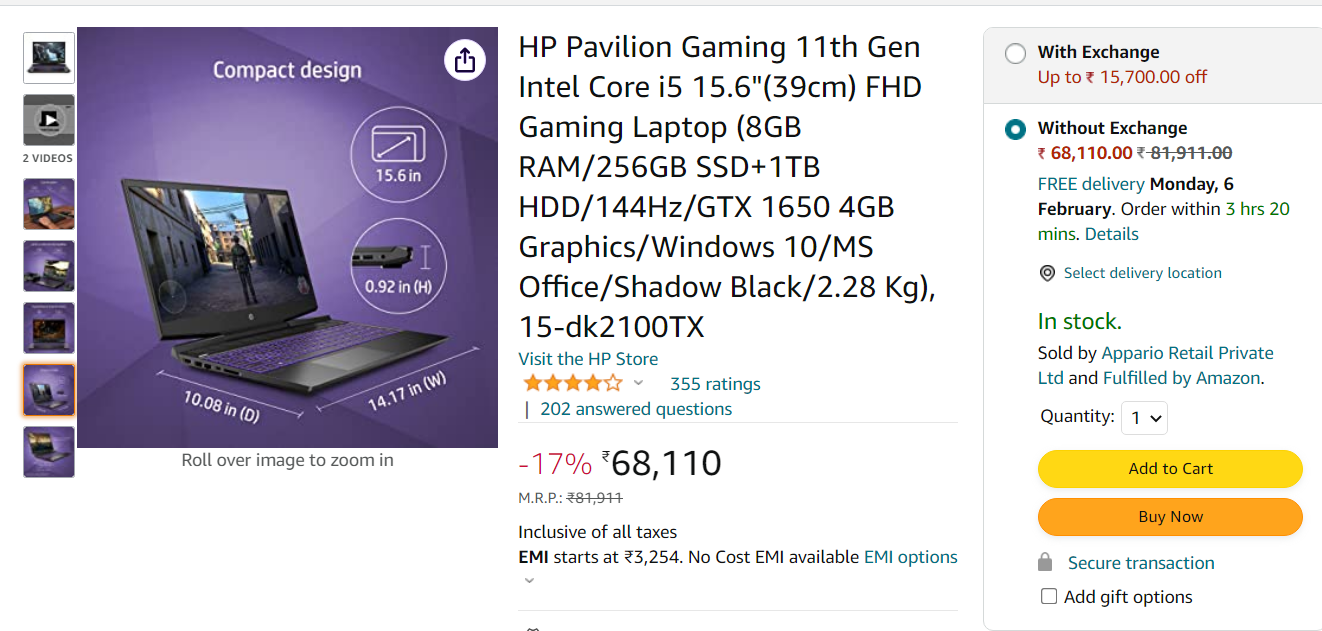 Compact design
15.6 in
0.92 in (H)
10.08 in (D)
14.17 in (W)
2 VIDEOS
Roll over image to zoom in
HP Pavilion Gaming 11th Gen
Intel Core i5 15.6"(39cm) FHD
Gaming Laptop (8GB
RAM/256GB SSD+1TB
HDD/144Hz/GTX 1650 4GB
Graphics/Windows 10/MS
Office/Shadow Black/2.28 Kg),
15-dk2100TX
Visit the HP Store
355 ratings
| 202 answered questions
-17% ₹68,110
M.R.P.: ₹81,911
Inclusive of all taxes
EMI starts at ₹3,254. No Cost EMI available EMI options
With Exchange
Up to ₹ 15,700.00 off
Without Exchange
₹ 68,110.00 ₹ 81,911.00
FREE delivery Monday, 6
February. Order within 3 hrs 20
mins. Details
Select delivery location
In stock.
Sold by Appario Retail Private
Ltd and Fulfilled by Amazon.
Quantity: 1
Add to Cart
Buy Now
Secure transaction
Add gift options